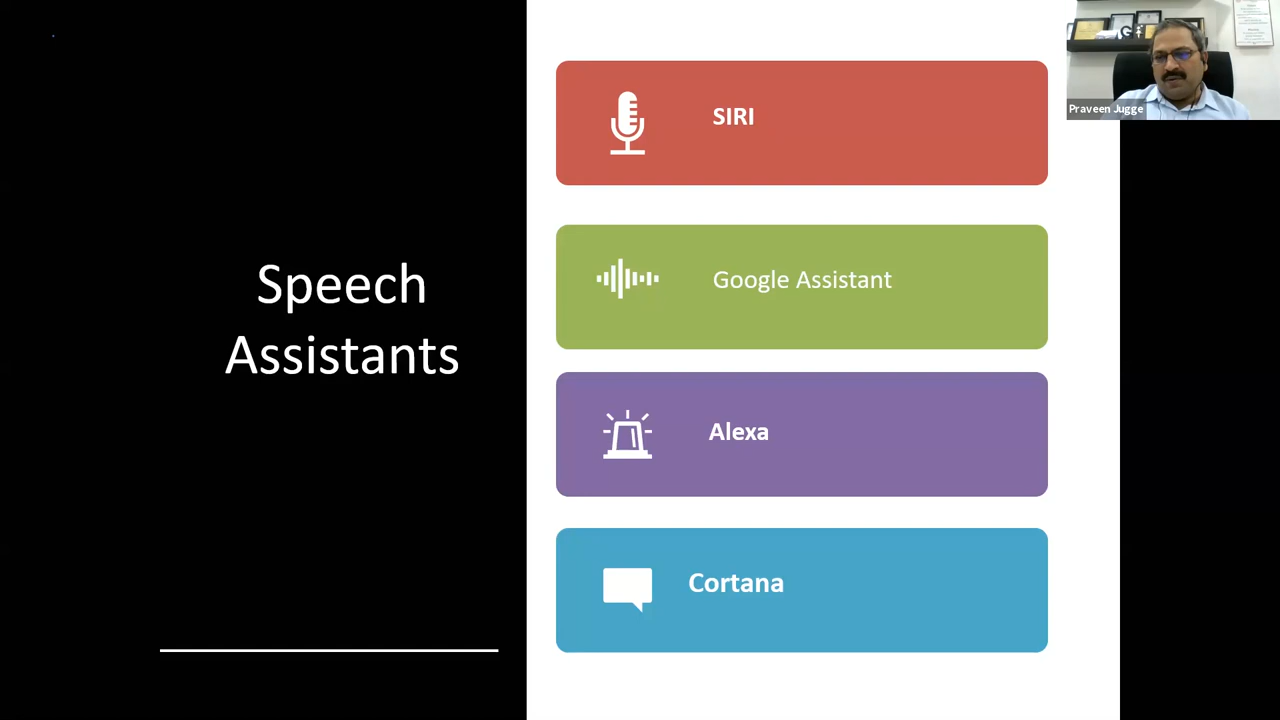 Speech
Assistants
SIRI
Google Assistant
Alexa
Cortana
Praveen Jugge